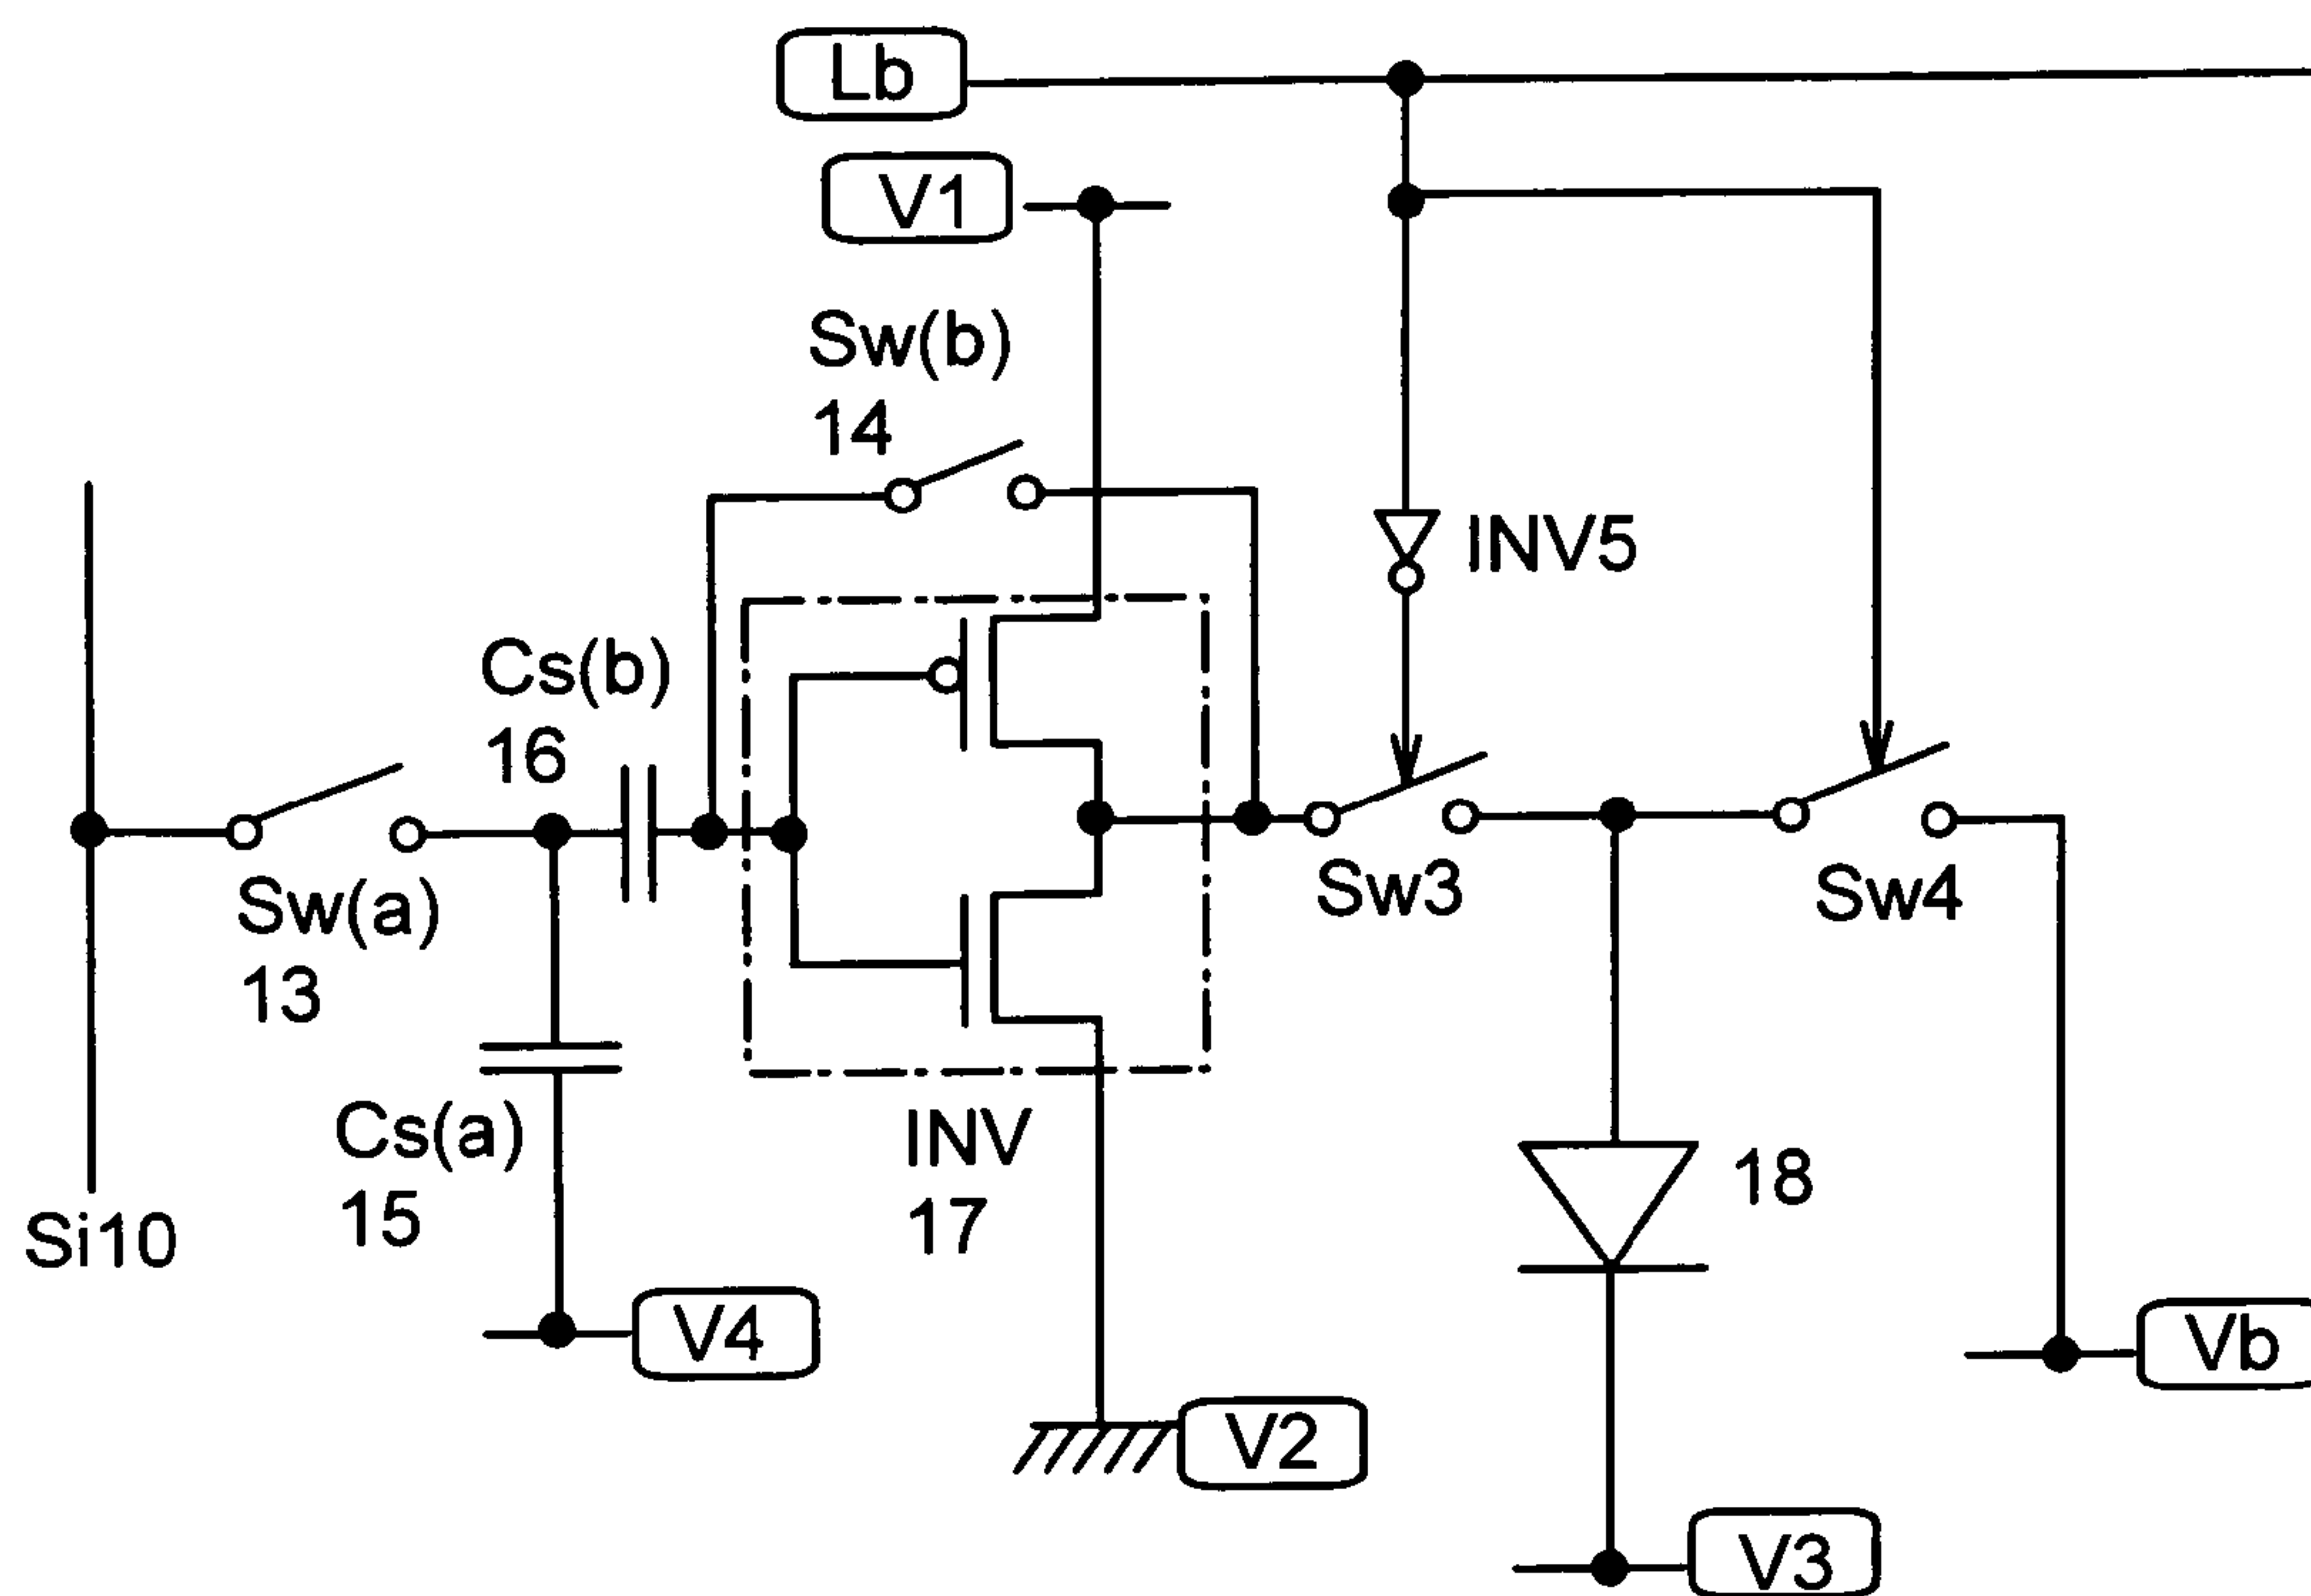 Lb
V1
Sw(b)
14
INV5
Cs(b)
16
Sw3
Sw4
Sw(a)
13
Cs(a)
15
INV
17
18
Si10
V4
Vb
V2
V3